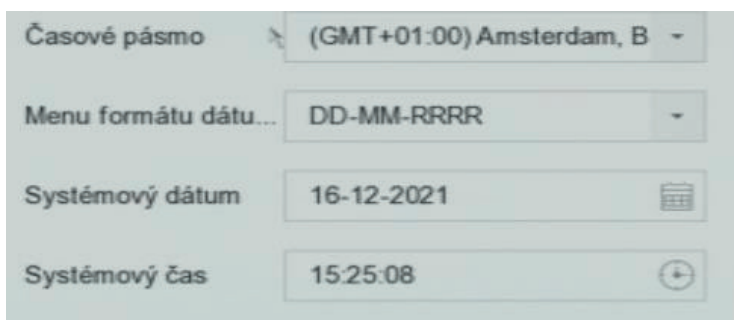 Časové pásmo (GMT+01:00) Amsterdam, B
Menu formátu dátu... DD-MM-RRRR
Systémový dátum 16-12-2021
Systémový čas 15:25:08